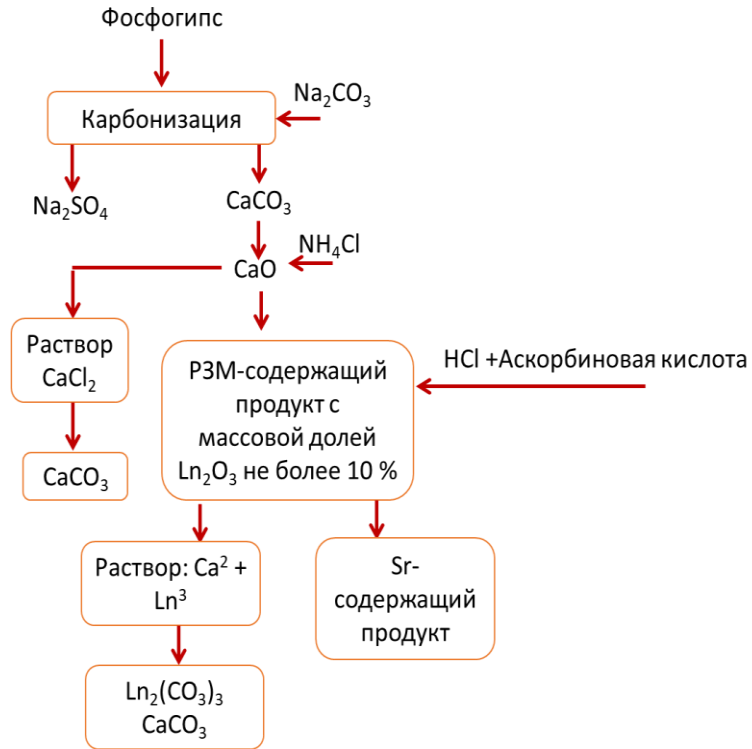 Фосфогипс
Na₂CO₃
Карбонизация
Na₂SO₄
CaCO₃
NH₄Cl
CaO
Раствор
CaCl₂
РЗМ-содержащий
продукт с
массовой долей
Ln₂O₃ не более 10 %
HCl +Аскорбиновая кислота
CaCO₃
Раствор: Ca² +
Ln³
Sr-
содержащий
продукт
Ln₂(CO₃)₃
CaCO₃